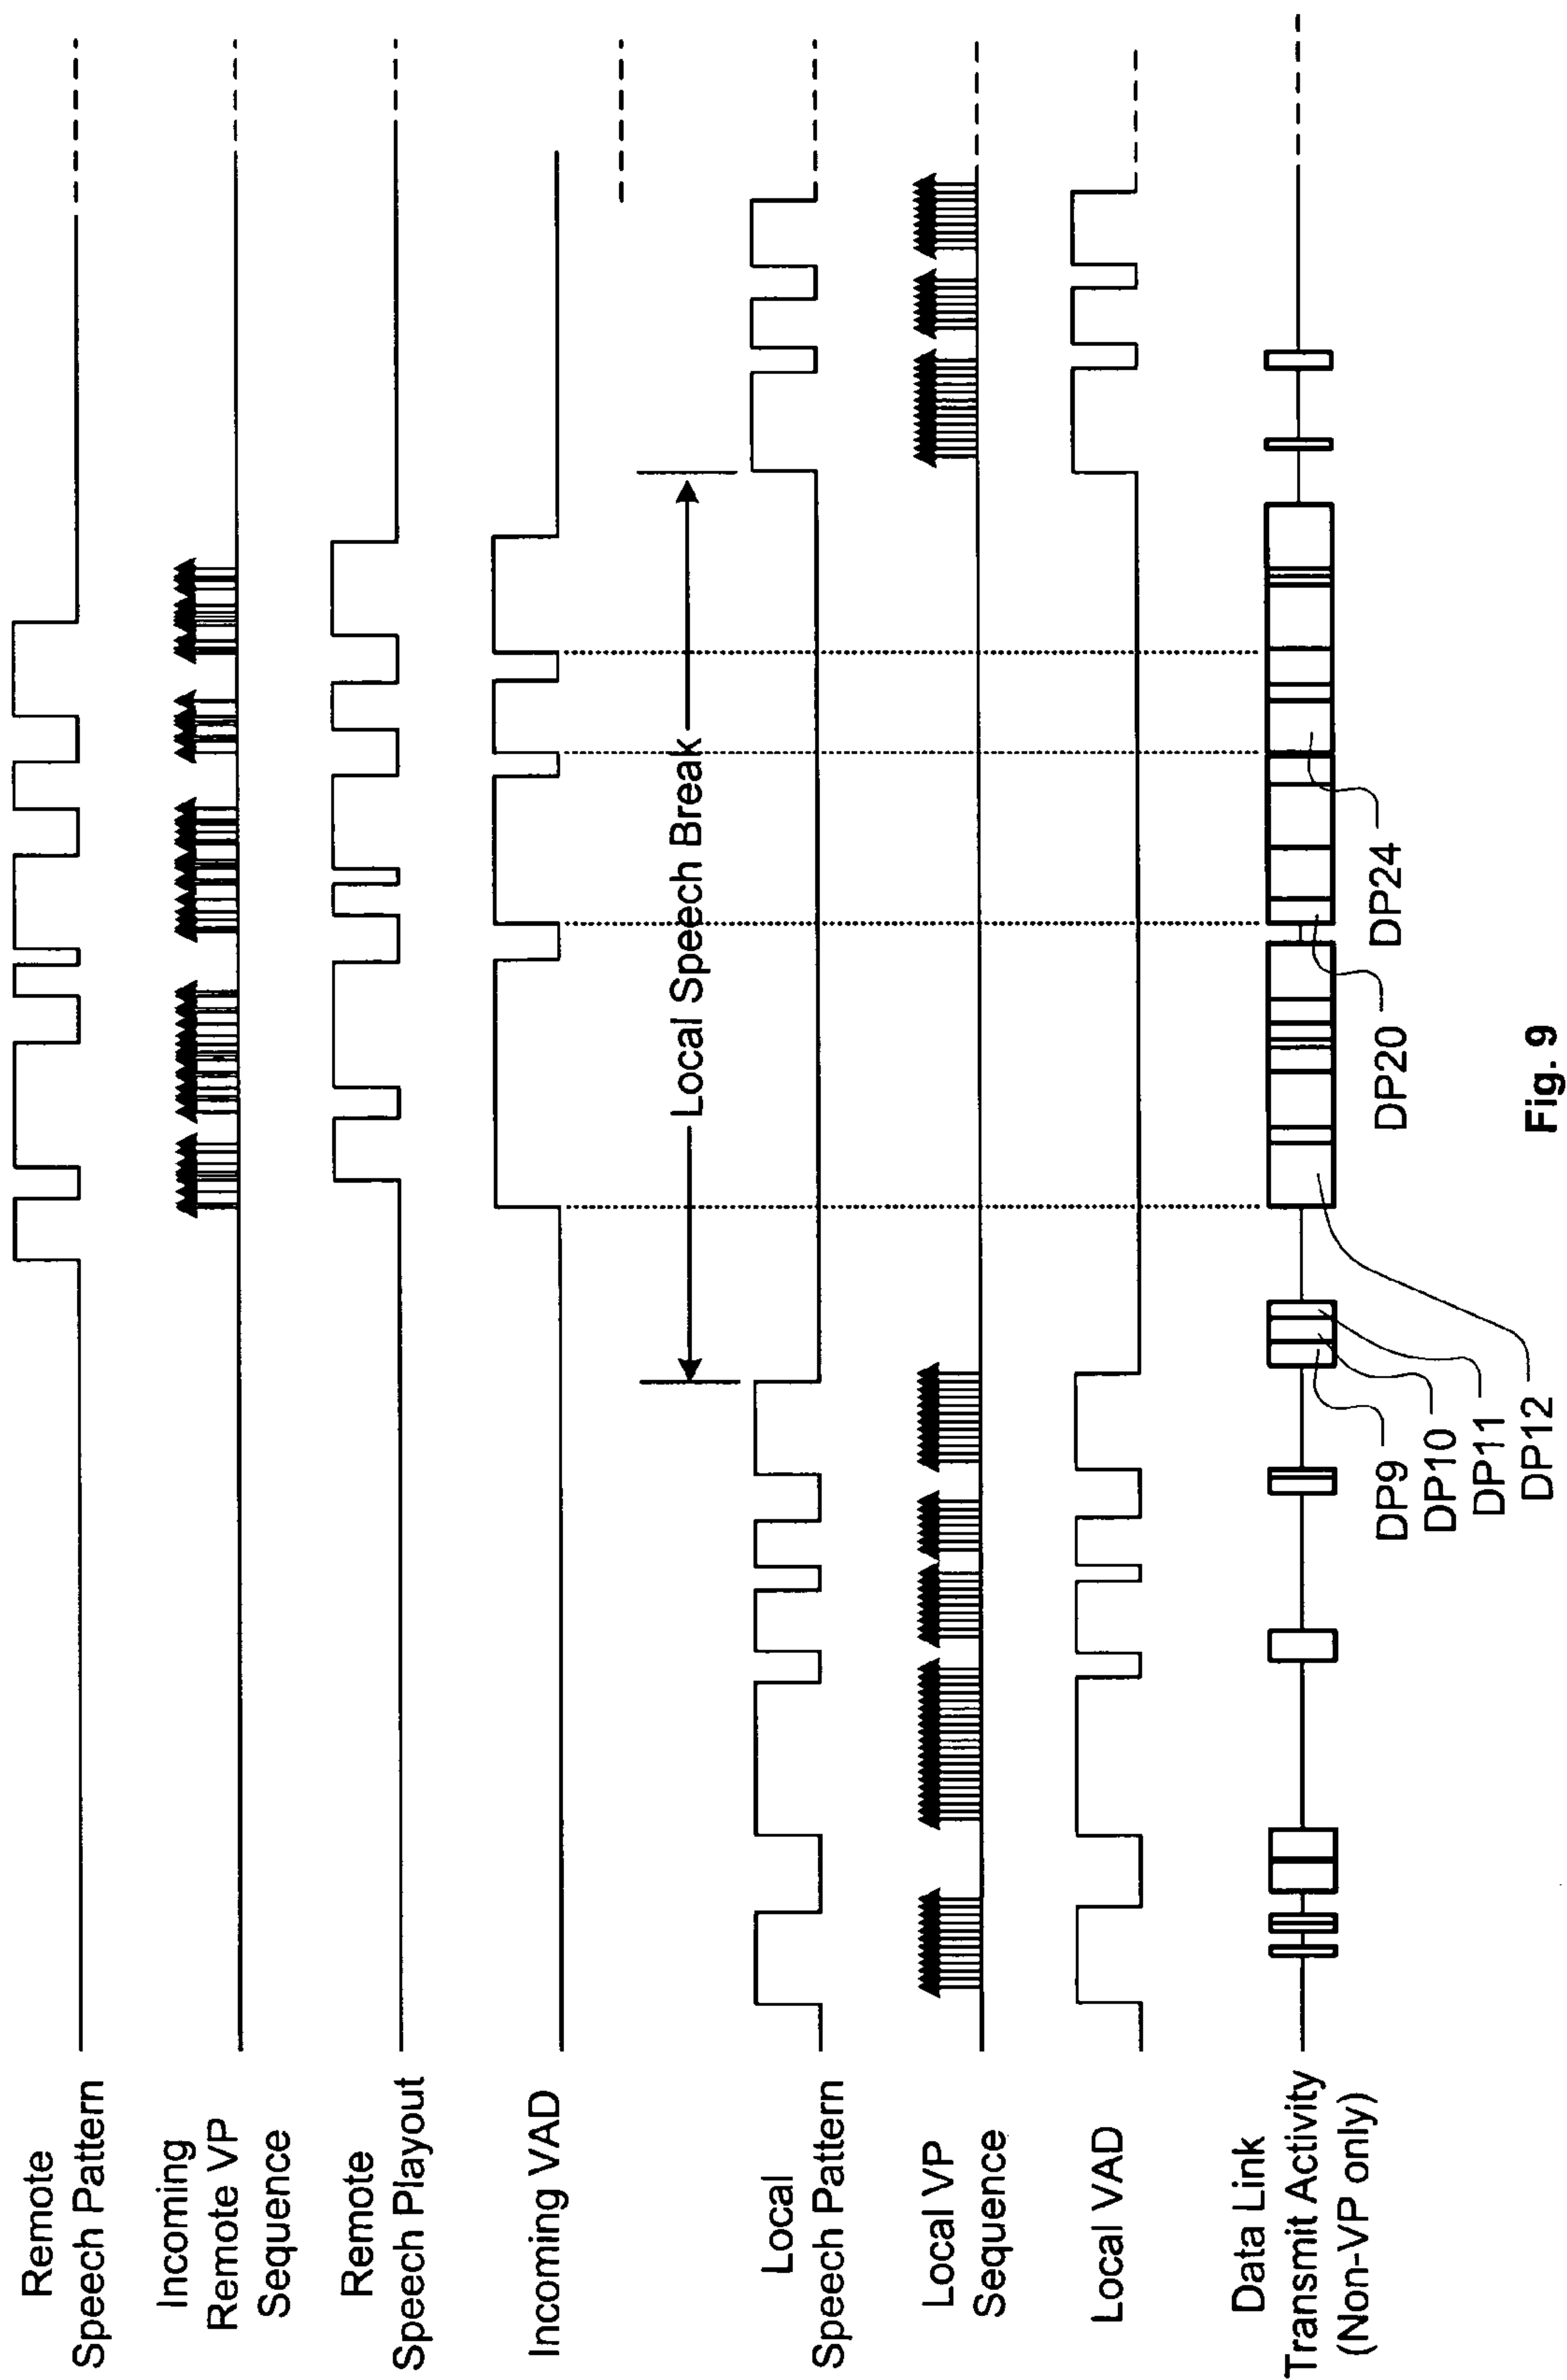 Remote
Speech Pattern
Incoming
Remote VP
Sequence
Remote
Speech Playout
Incoming VAD
Local Speech Break
Local
Speech Pattern
Local VP
Sequence
Local VAD
Data Link
Transmit Activity
(Non-VP only)
DP9
DP10
DP11
DP12
DP20
DP24
Fig. 9